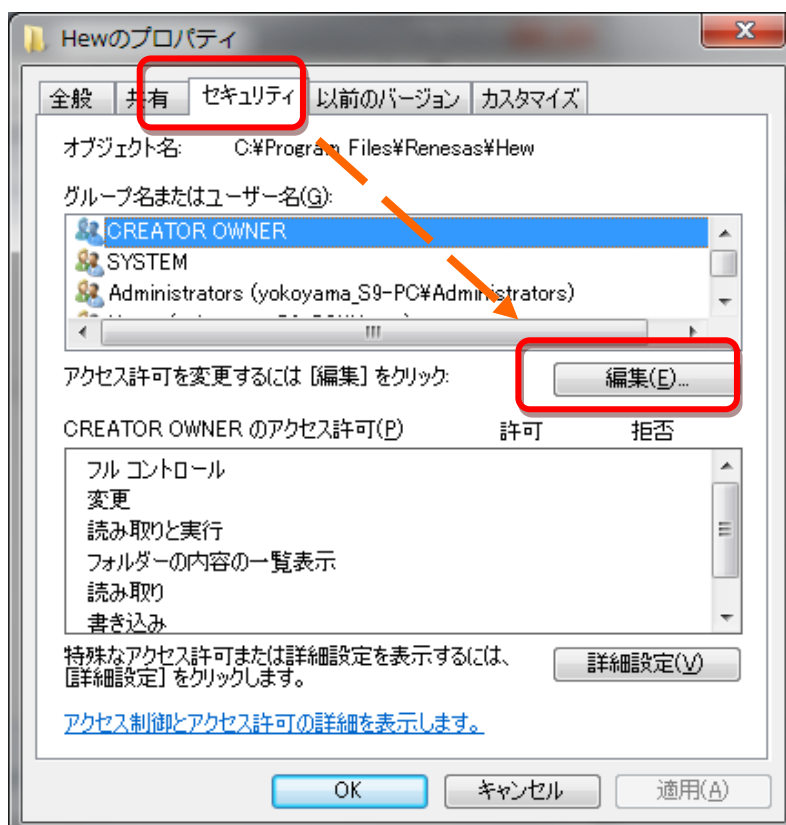 Hewのプロパティ
全般 共有 セキュリティ 以前のバージョン カスタマイズ
オブジェクト名: C:¥Program Files¥Renesas¥Hew
グループ名またはユーザー名(G):
CREATOR OWNER
SYSTEM
Administrators (yokoyama_S9-PC¥Administrators)
アクセス許可を変更するには [編集] をクリック: 編集(E)...
CREATOR OWNER のアクセス許可(P) 許可 拒否
フル コントロール
変更
読み取りと実行
フォルダーの内容の一覧表示
読み取り
書き込み
特殊なアクセス許可または詳細設定を表示するには、
[詳細設定] をクリックします。 詳細設定(V)
アクセス制御とアクセス許可の詳細を表示します。
OK キャンセル 適用(A)